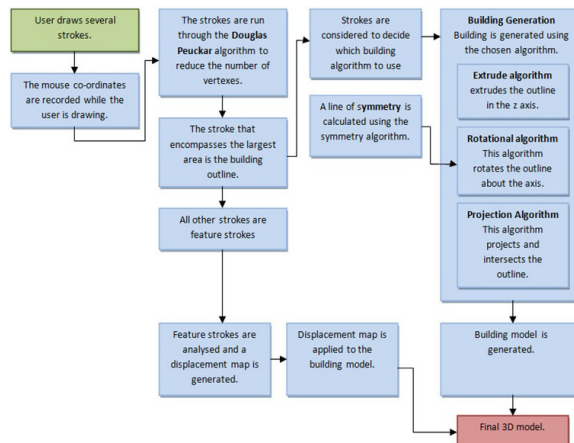 User draws several
strokes.
The mouse co-ordinates
are recorded while the
user is drawing.
The strokes are run
through the Douglas
Peuckar algorithm to
reduce the number of
vertexes.
The stroke that
encompasses the largest
area is the building
outline.
All other strokes are
feature strokes
Feature strokes are
analysed and a
displacement map is
generated.
Strokes are
considered to decide
which building
algorithm to use
A line of symmetry is
calculated using the
symmetry algorithm.
Displacement map is
applied to the
building model.
Building Generation
Building is generated using
the chosen algorithm.
Extrude algorithm
extrudes the outline
in the z axis.
Rotational algorithm
This algorithm
rotates the outline
about the axis.
Projection Algorithm
This algorithm
projects and
intersects the
outline.
Building model is
generated.
Final 3D model.